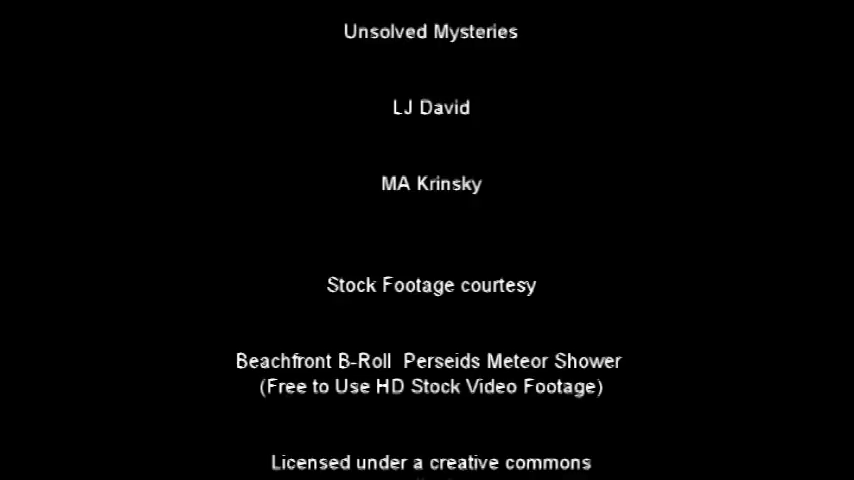 Unsolved Mysteries
LJ David
MA Krinsky
Stock Footage courtesy
Beachfront B-Roll Perseids Meteor Shower
(Free to Use HD Stock Video Footage)
Licensed under a creative commons